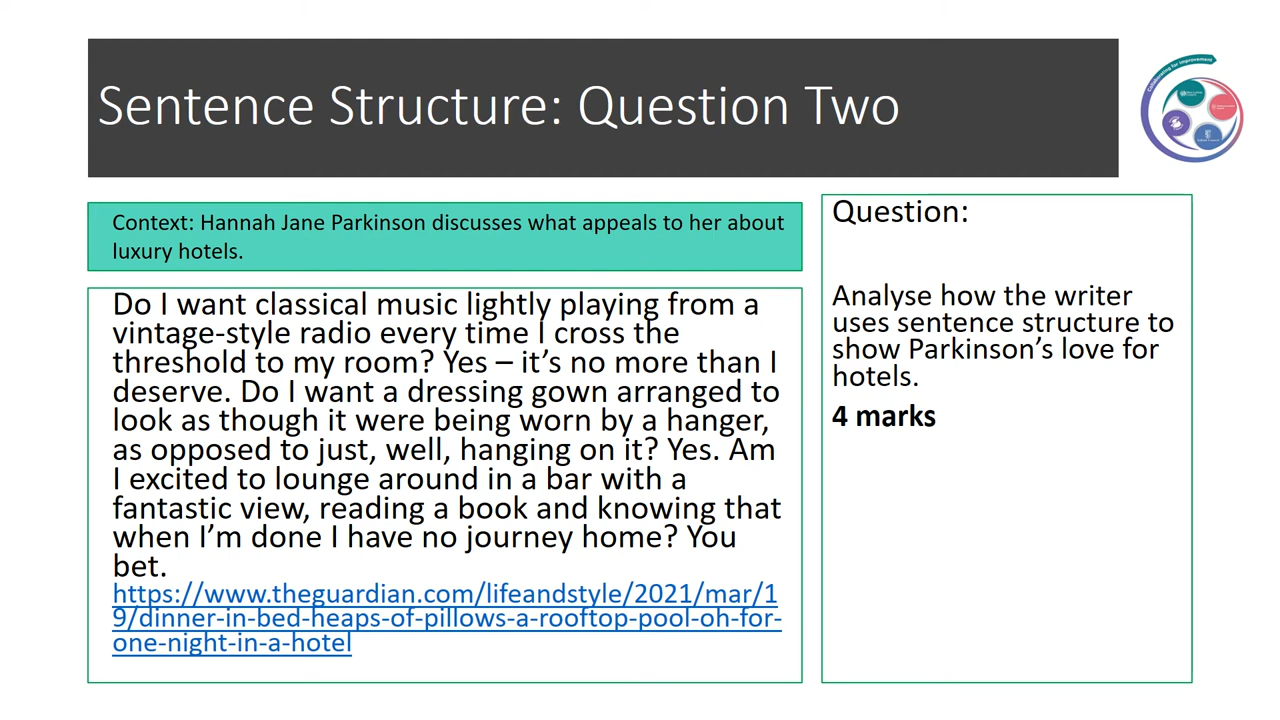 Sentence Structure: Question Two
Collaborating for Improvement
Context: Hannah Jane Parkinson discusses what appeals to her about
luxury hotels.
Do I want classical music lightly playing from a
vintage-style radio every time I cross the
threshold to my room? Yes – it's no more than I
deserve. Do I want a dressing gown arranged to
look as though it were being worn by a hanger,
as opposed to just, well, hanging on it? Yes. Am
I excited to lounge around in a bar with a
fantastic view, reading a book and knowing that
when I'm done I have no journey home? You
bet.
https://www.theguardian.com/lifeandstyle/2021/mar/1
9/dinner-in-bed-heaps-of-pillows-a-rooftop-pool-oh-for-
one-night-in-a-hotel
Question:
Analyse how the writer
uses sentence structure to
show Parkinson's love for
hotels.
4 marks